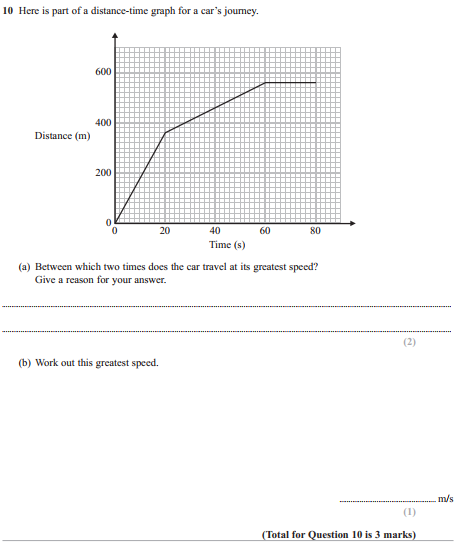 10 Here is part of a distance-time graph for a car's journey.
600
400
Distance (m)
200
0
0 20 40 60 80
Time (s)
(a) Between which two times does the car travel at its greatest speed?
Give a reason for your answer.
(2)
(b) Work out this greatest speed.
m/s
(1)
(Total for Question 10 is 3 marks)